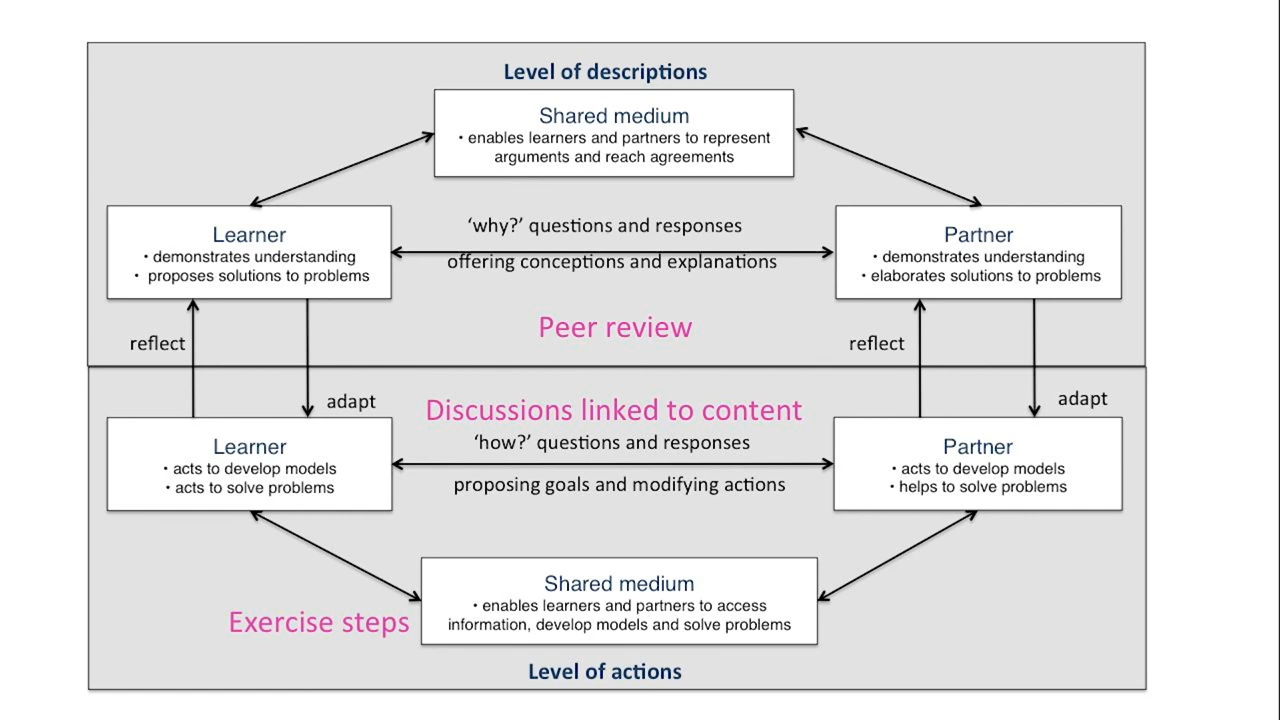 Level of descriptions
Shared medium
• enables learners and partners to represent
arguments and reach agreements
Learner
• demonstrates understanding
• proposes solutions to problems
‘why?’ questions and responses
offering conceptions and explanations
Partner
• demonstrates understanding
• elaborates solutions to problems
Peer review
reflect
reflect
adapt
adapt
Discussions linked to content
Learner
• acts to develop models
• acts to solve problems
‘how?’ questions and responses
proposing goals and modifying actions
Partner
• acts to develop models
• helps to solve problems
Shared medium
• enables learners and partners to access
information, develop models and solve problems
Exercise steps
Level of actions